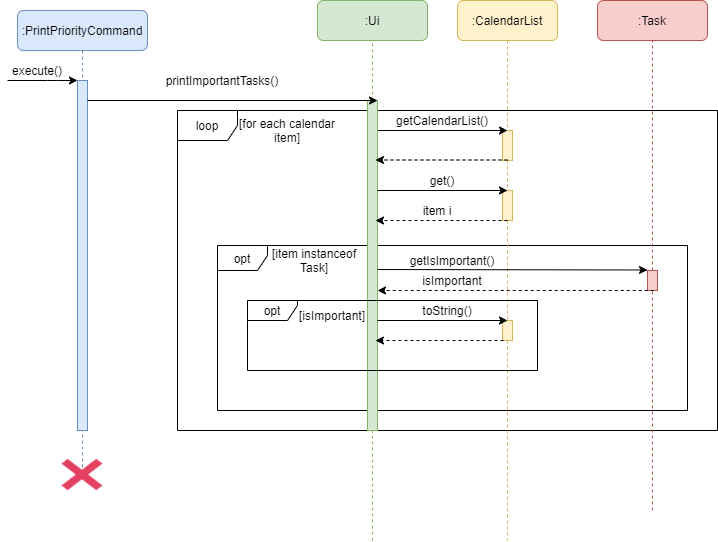 :PrintPriorityCommand
:Ui
:CalendarList
:Task
execute()
printImportantTasks()
loop
[for each calendar
item]
getCalendarList()
get()
item i
opt
[item instanceof
Task]
getIsImportant()
isImportant
opt
[isImportant]
toString()